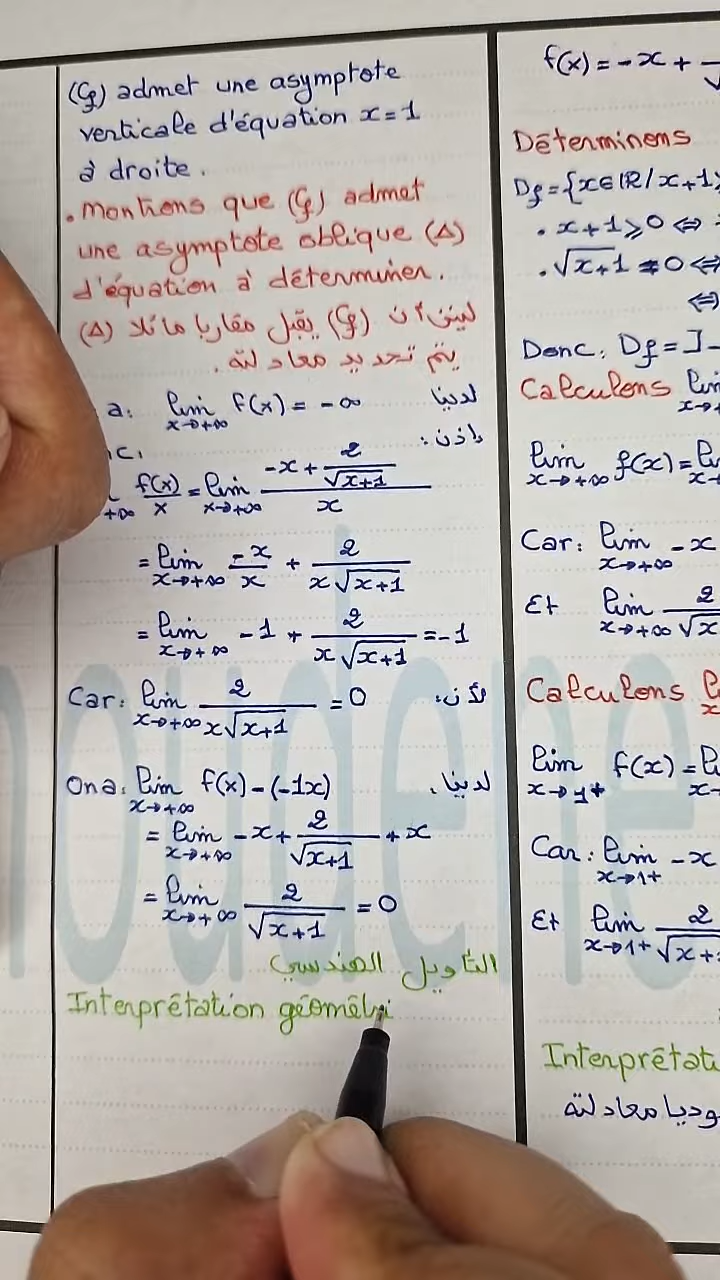 (Cf) admet une asymptote
verticale d'équation x=1
à droite.
. Montrons que (Cf) admet
une asymptote oblique (Δ)
d'équation à déterminer.
لنبين أن (Cf) يقبل مقاربا مائلا (Δ)
يتم تحديد معادلته.
a: lim x→+∞ f(x) = -∞ لدينا
c: إذن:
+∞ f(x)/x = lim x→+∞ (-x + 2/√(x+1))/x
= lim x→+∞ -x/x + 2/(x√(x+1))
= lim x→+∞ -1 + 2/(x√(x+1)) = -1
Car: lim x→+∞ 2/(x√(x+1)) = 0 لأن:
Ona: lim x→+∞ f(x)-(-1x) لدينا:
= lim x→+∞ -x + 2/√(x+1) + x
= lim x→+∞ 2/√(x+1) = 0
التأويل الهندسي
Interprétation géométri
f(x) = -x +
Déterminons
Df = {x∈ℝ/x+1
. x+1 ⩾ 0 ⇔
. √x+1 ≠ 0 ⇔
⇔
Donc: Df = ]-
Calculons lim x→
lim x→+∞ f(x) =
Car: lim x→+∞ -x
Et lim x→+∞ 2/√x
Calculons
lim x→1+ f(x) =
Car: lim x→1+ -x
Et lim x→1+ 2/√x+
Interprétat
معادلته